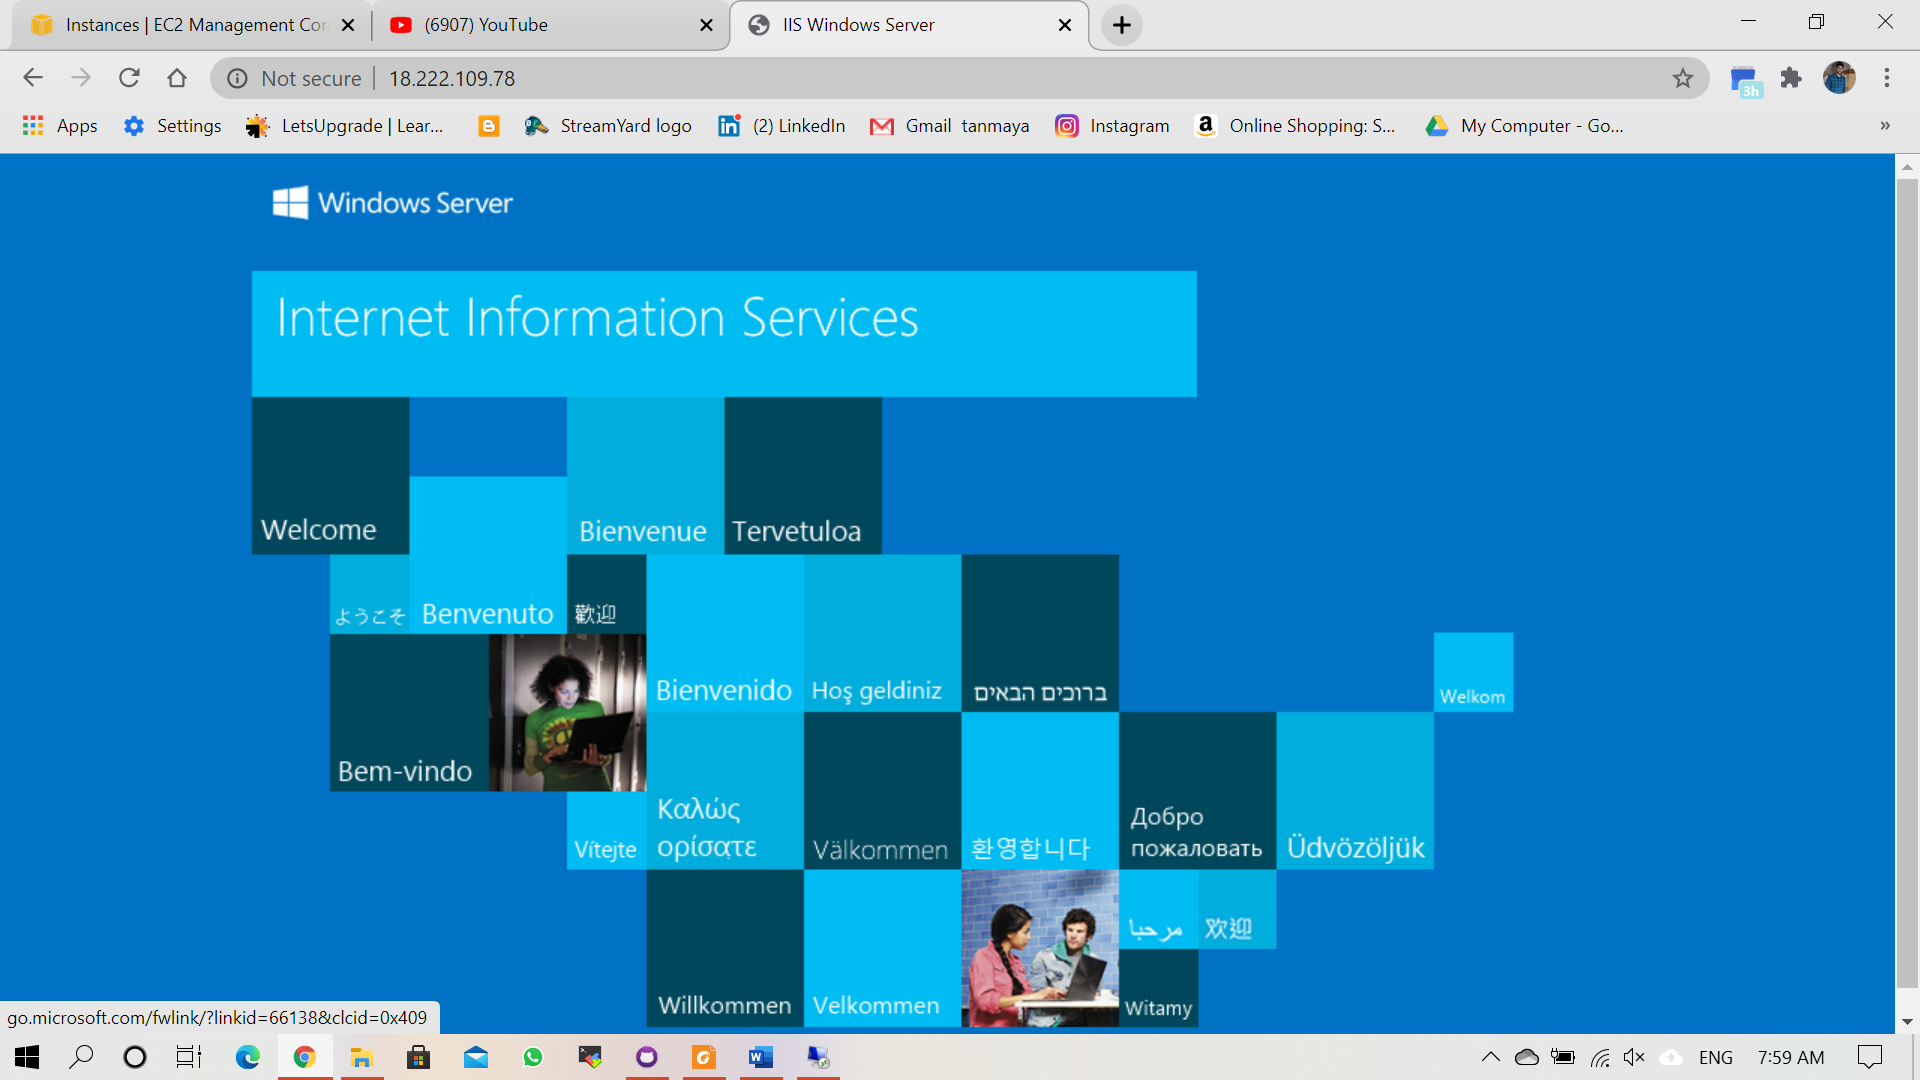 Instances | EC2 Management Con
(6907) YouTube
IIS Windows Server
Not secure
18.222.109.78
3h
Apps
Settings
LetsUpgrade | Lear...
StreamYard logo
(2) LinkedIn
Gmail tanmaya
Instagram
Online Shopping: S...
My Computer - Go...
»
Windows Server
Internet Information Services
Welcome
Bienvenue
Tervetuloa
ようこそ
Benvenuto
歡迎
Bienvenido
Hoş geldiniz
ברוכים הבאים
Welkom
Bem-vindo
Vítejte
Καλώς
ορίσατε
Välkommen
환영합니다
Добро
пожаловать
Üdvözöljük
مرحبا
欢迎
Willkommen
Velkommen
Witamy
go.microsoft.com/fwlink/?linkid=66138&clcid=0x409
ENG
7:59 AM